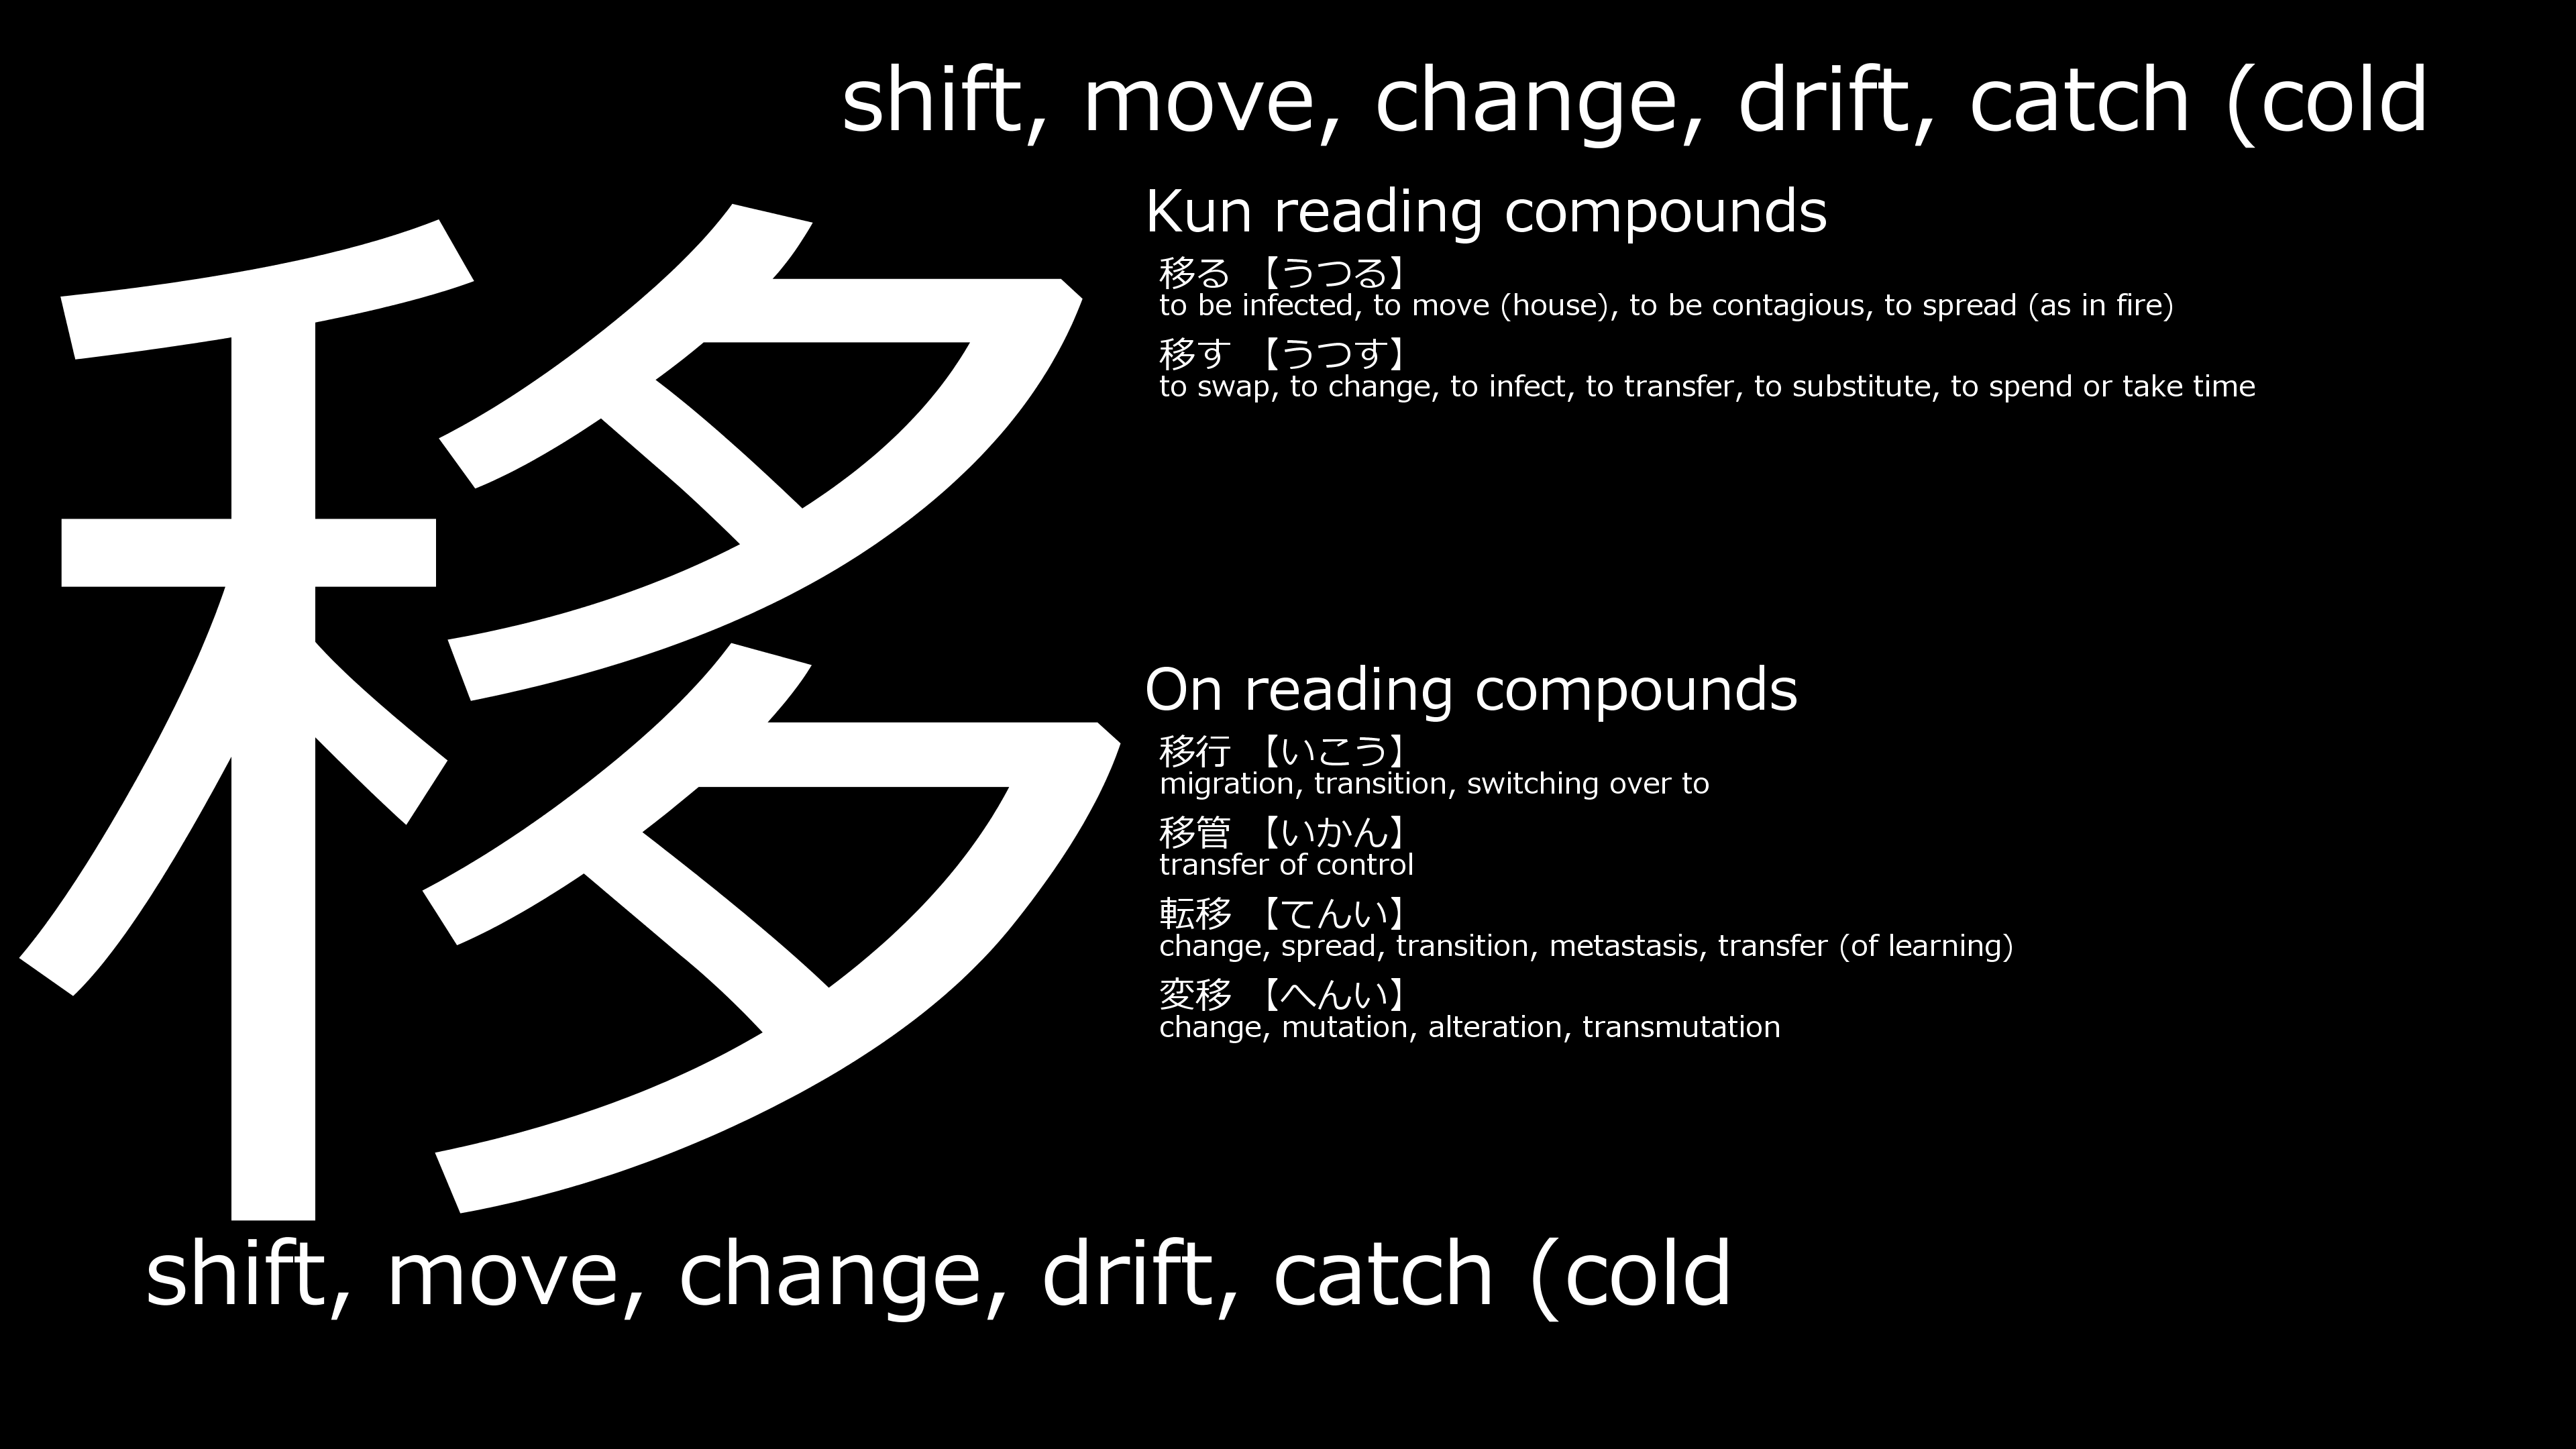 shift, move, change, drift, catch (cold
移
Kun reading compounds
移る 【うつる】
to be infected, to move (house), to be contagious, to spread (as in fire)
移す 【うつす】
to swap, to change, to infect, to transfer, to substitute, to spend or take time
On reading compounds
移行 【いこう】
migration, transition, switching over to
移管 【いかん】
transfer of control
転移 【てんい】
change, spread, transition, metastasis, transfer (of learning)
変移 【へんい】
change, mutation, alteration, transmutation
shift, move, change, drift, catch (cold